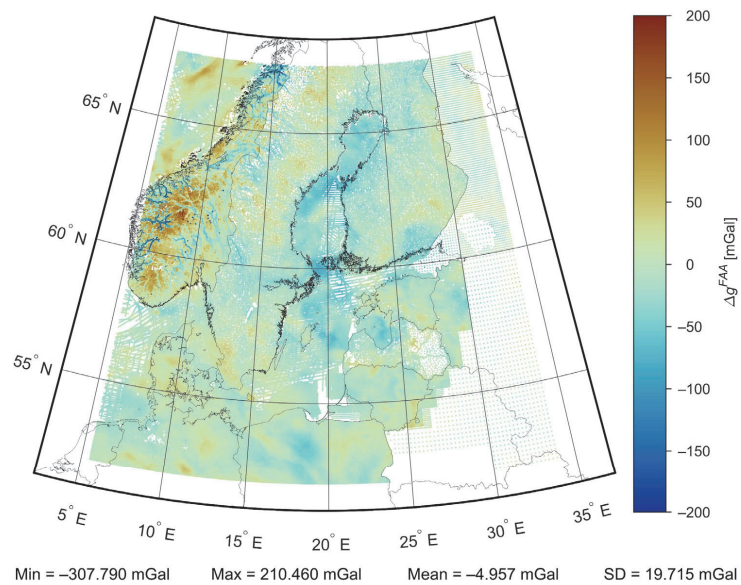 200
150
100
50
0
−50
−100
−150
−200
Δg^FAA [mGal]
65° N
60° N
55° N
5° E
10° E
15° E
20° E
25° E
30° E
35° E
Min = −307.790 mGal Max = 210.460 mGal Mean = −4.957 mGal SD = 19.715 mGal